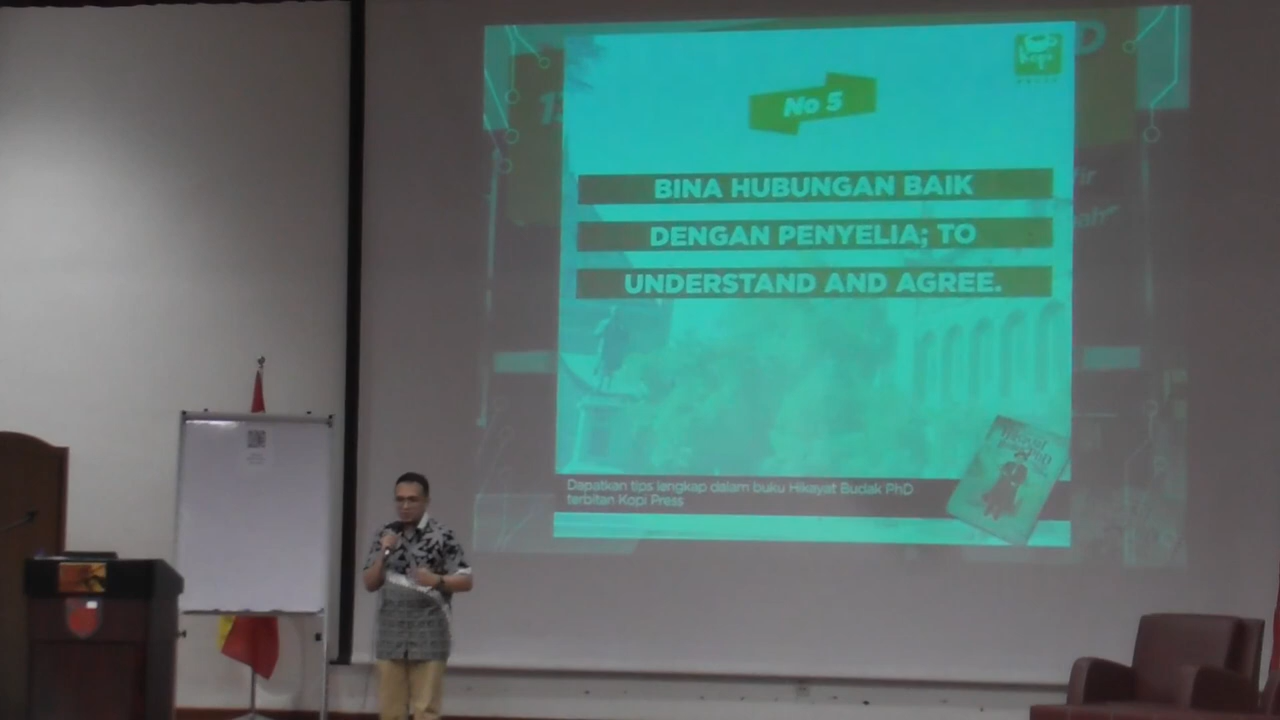 No 5
BINA HUBUNGAN BAIK
DENGAN PENYELIA; TO
UNDERSTAND AND AGREE.
Dapatkan tips lengkap dalam buku Hikayat Budak PhD
terbitan Kopi Press